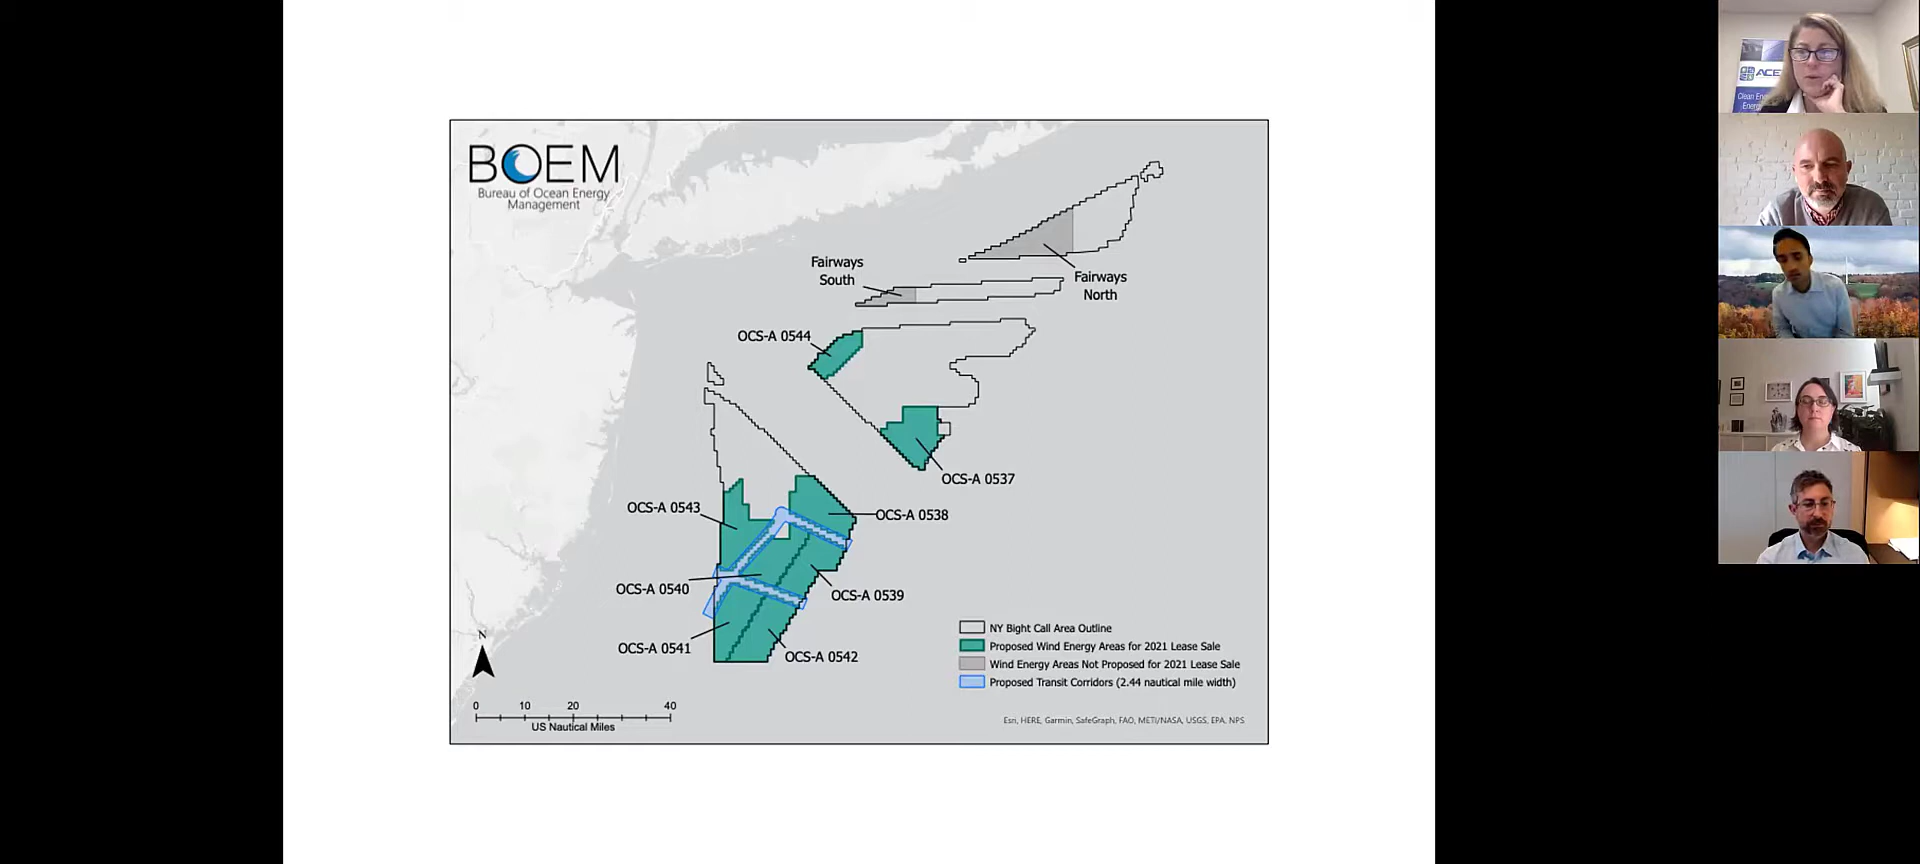 BOEM
Bureau of Ocean Energy
Management
Fairways
South
Fairways
North
OCS-A 0544
OCS-A 0537
OCS-A 0543
OCS-A 0538
OCS-A 0540
OCS-A 0539
OCS-A 0541
OCS-A 0542
N
0 10 20 40
US Nautical Miles
NY Bight Call Area Outline
Proposed Wind Energy Areas for 2021 Lease Sale
Wind Energy Areas Not Proposed for 2021 Lease Sale
Proposed Transit Corridors (2.44 nautical mile width)
Esri, HERE, Garmin, SafeGraph, FAO, METI/NASA, USGS, EPA, NPS
ACE
Clean